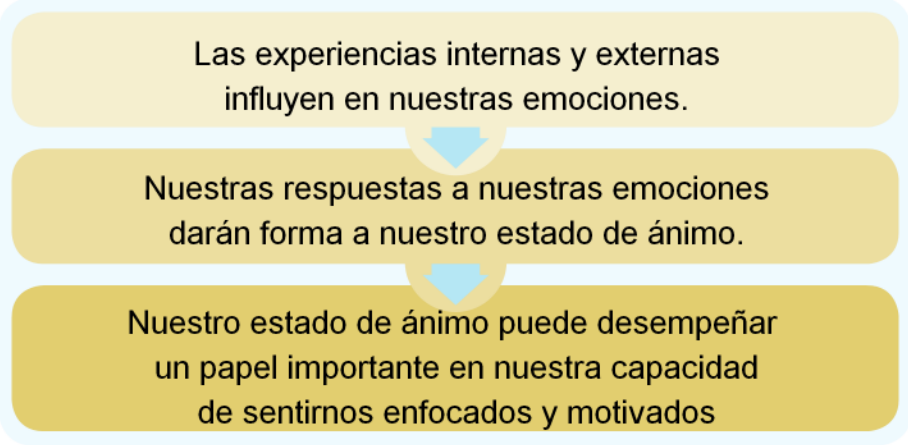 Las experiencias internas y externas
influyen en nuestras emociones.
Nuestras respuestas a nuestras emociones
darán forma a nuestro estado de ánimo.
Nuestro estado de ánimo puede desempeñar
un papel importante en nuestra capacidad
de sentirnos enfocados y motivados